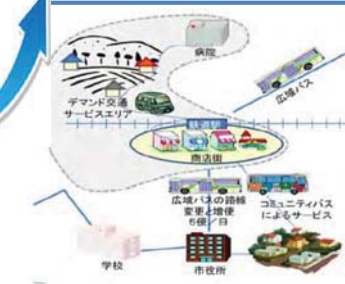 病院
広域バス
デマンド交通
サービスエリア
鉄道駅
商店街
広域バスの路線
変更と増便
5便／日
コミュニティバス
によるサービス
学校
市役所